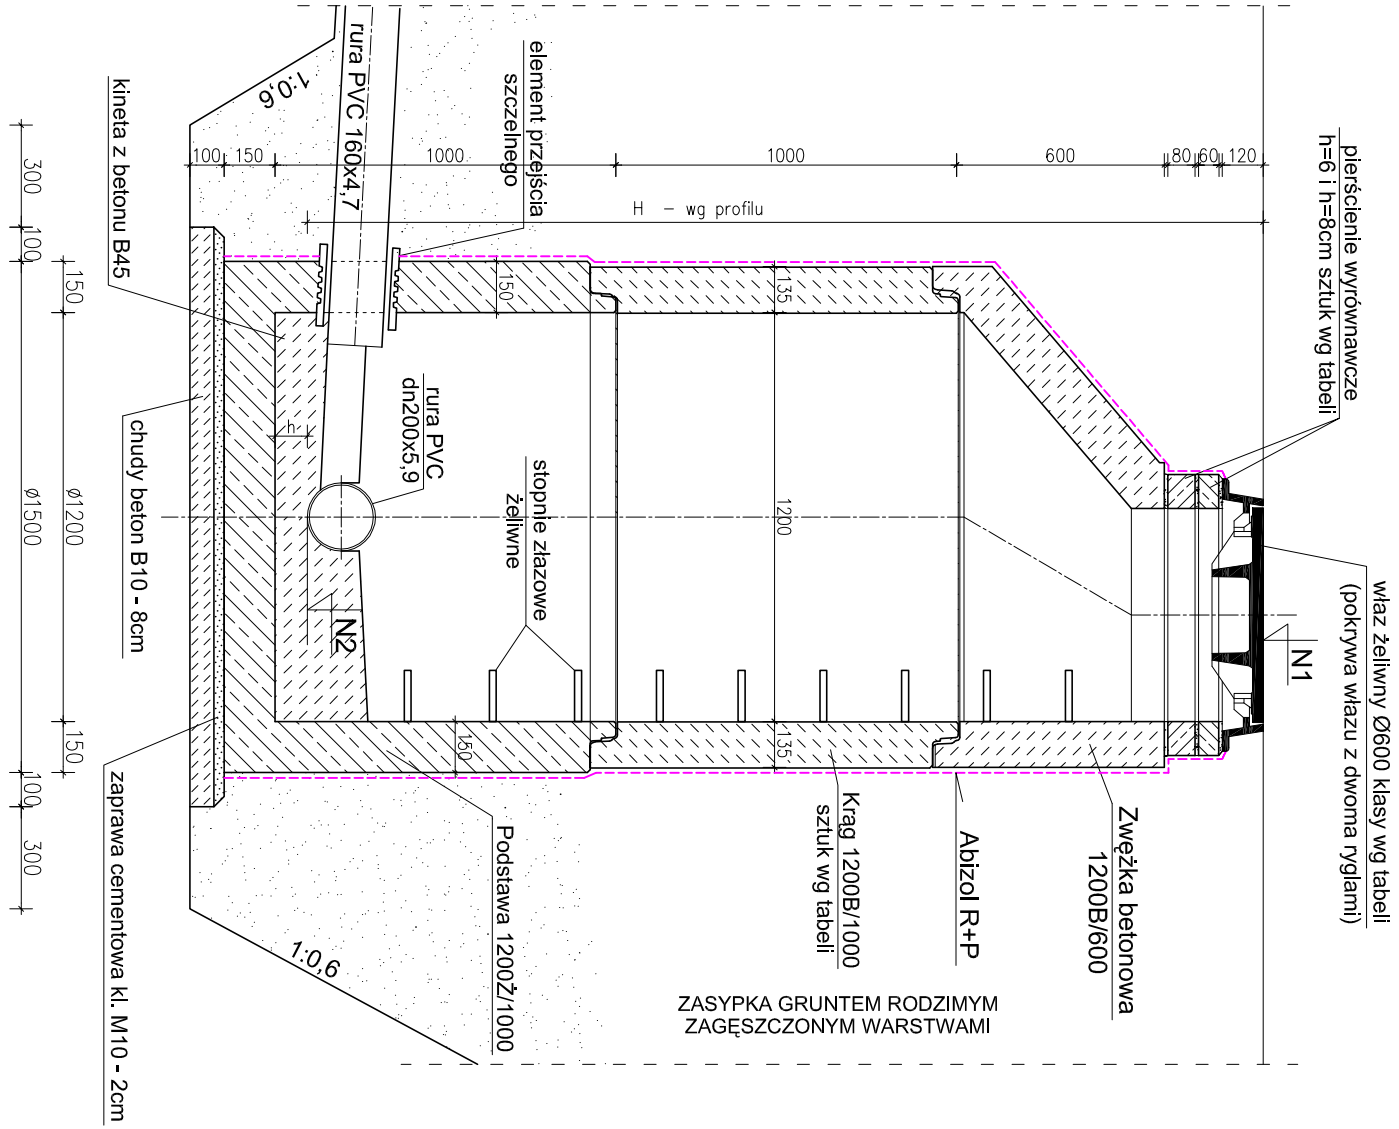 właz żeliwny Ø600 klasy wg tabeli
(pokrywa włazu z dwoma ryglami)
pierścienie wyrównawcze
h=6 i h=8cm sztuk wg tabeli
N1
120
60
80
600
1000
1000
150
100
H - wg profilu
Zwężka betonowa
1200B/600
Abizol R+P
Krąg 1200B/1000
sztuk wg tabeli
135
1200
135
ZASYPKA GRUNTEM RODZIMYM
ZAGĘSZCZONYM WARSTWAMI
element przejścia
szczelnego
stopnie złazowe
żeliwne
Podstawa 1200Ż/1000
150
150
rura PVC
dn200x5,9
rura PVC 160x4,7
N2
h
1:0,6
1:0,6
kineta z betonu B45
chudy beton B10 - 8cm
zaprawa cementowa kl. M10 - 2cm
150
ø1200
150
300
100
ø1500
100
300